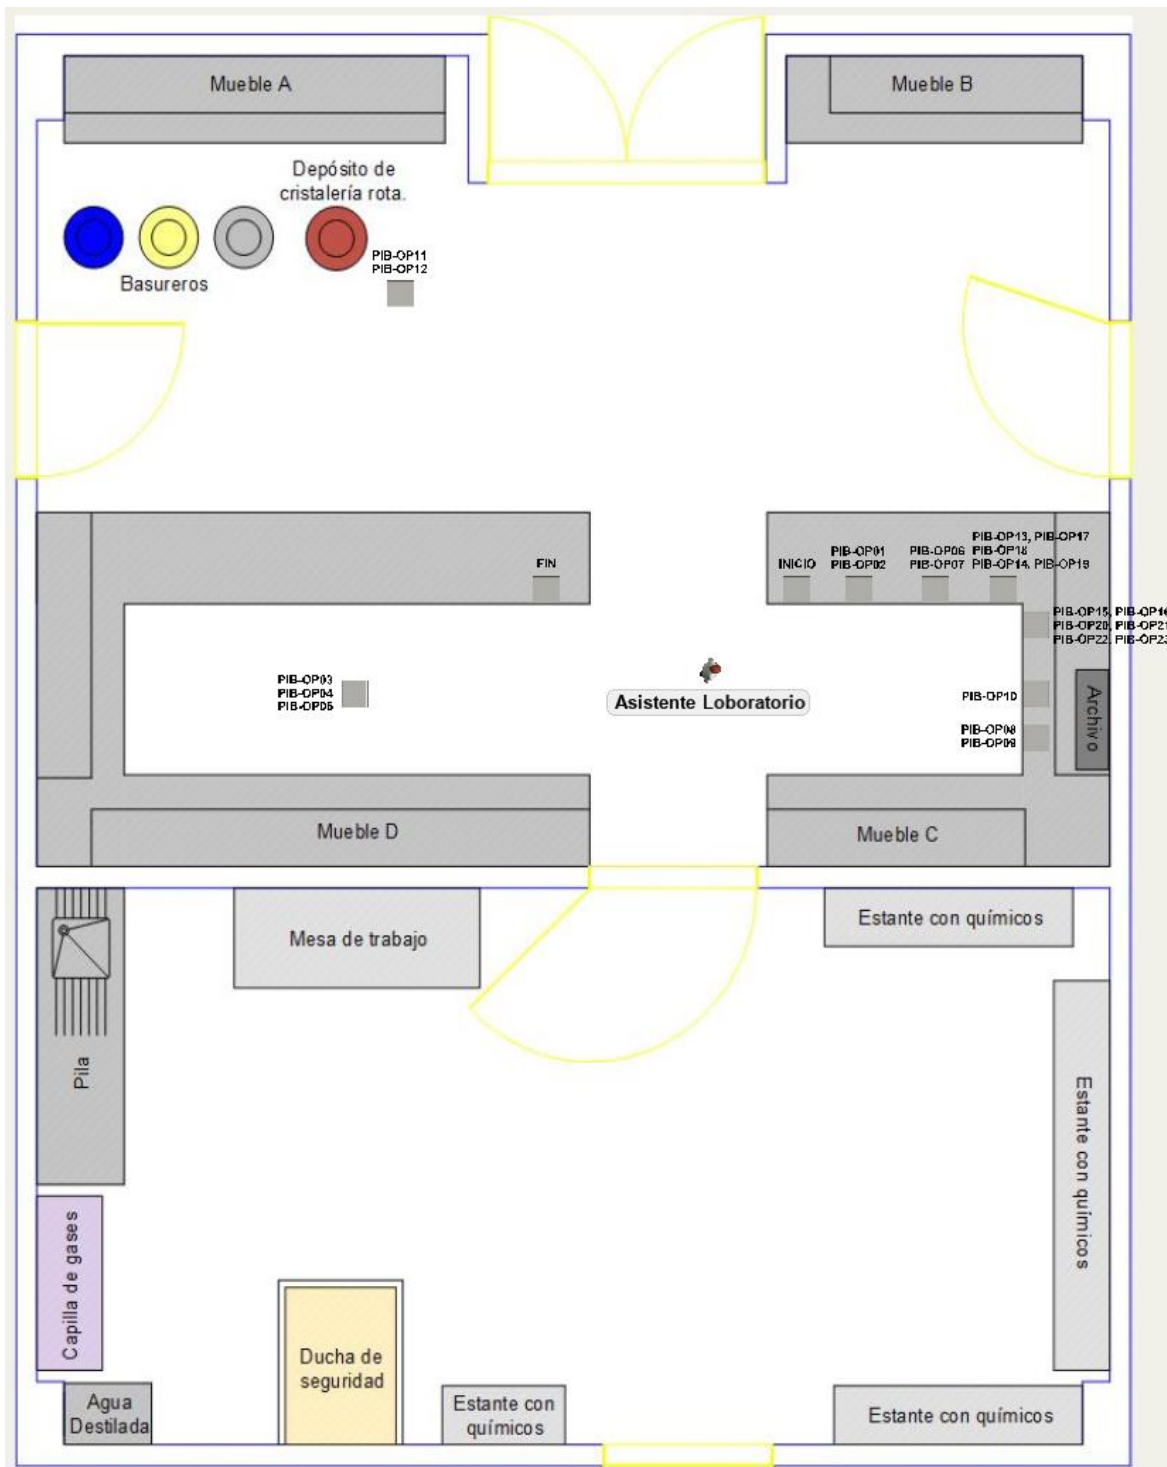 Mueble A
Mueble B
Depósito de
cristalería rota.
PIB-OP11
PIB-OP12
Basureros
FIN
INICIO
PIB-OP01
PIB-OP02
PIB-OP06
PIB-OP07
PIB-OP13, PIB-OP17
PIB-OP18
PIB-OP14, PIB-OP19
PIB-OP15, PIB-OP16
PIB-OP20, PIB-OP21
PIB-OP22, PIB-OP23
PIB-OP03
PIB-OP04
PIB-OP05
Asistente Loboratorio
PIB-OP10
PIB-OP08
PIB-OP09
Archivo
Mueble D
Mueble C
Mesa de trabajo
Estante con químicos
Pila
Estante con químicos
Capilla de gases
Ducha de
seguridad
Agua
Destilada
Estante con
químicos
Estante con químicos